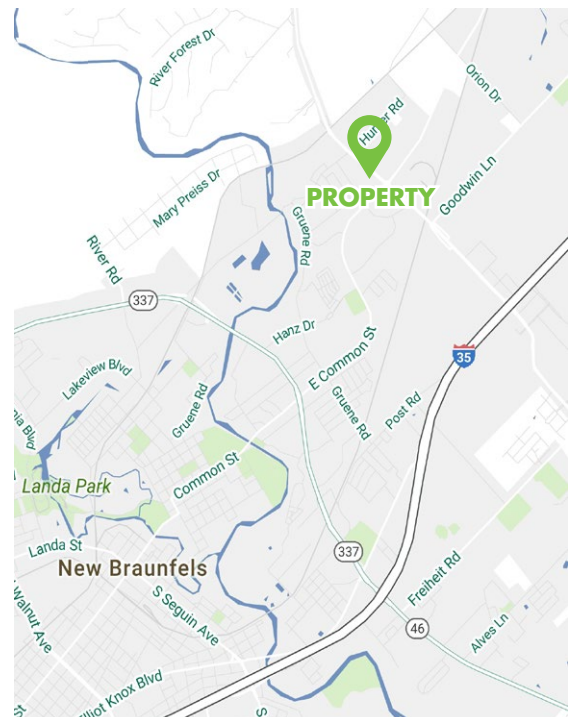 River Forest Dr
Orion Dr
Hunter Rd
Goodwin Ln
PROPERTY
Mary Preiss Dr
Gruene Rd
River Rd
337
Hanz Dr
E Common St
35
Lakeview Blvd
Gruene Rd
Gruene Rd
Post Rd
Blvd
Common St
Landa Park
Landa St
337
New Braunfels
Freiheit Rd
S Seguin Ave
Walnut Ave
46
Alves Ln
Elliot Knox Blvd
St
S